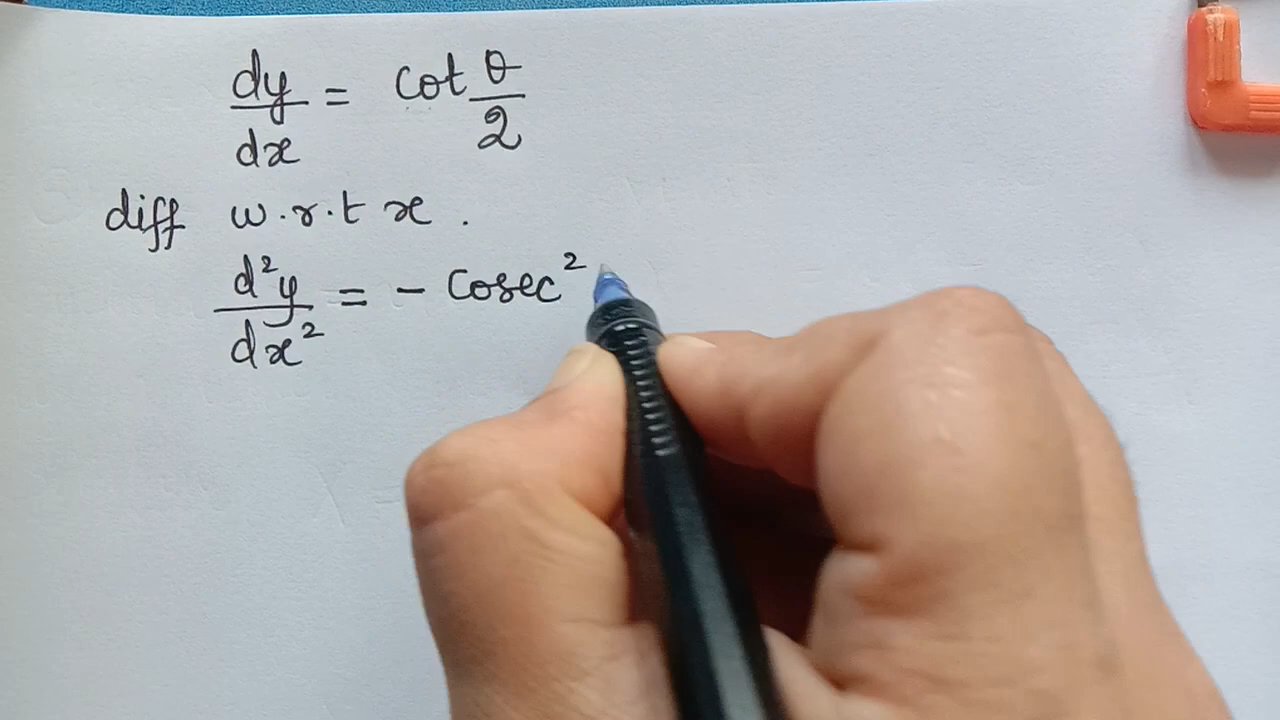 dy/dx = cot θ/2
diff w.r.t x.
d²y/dx² = - cosec²